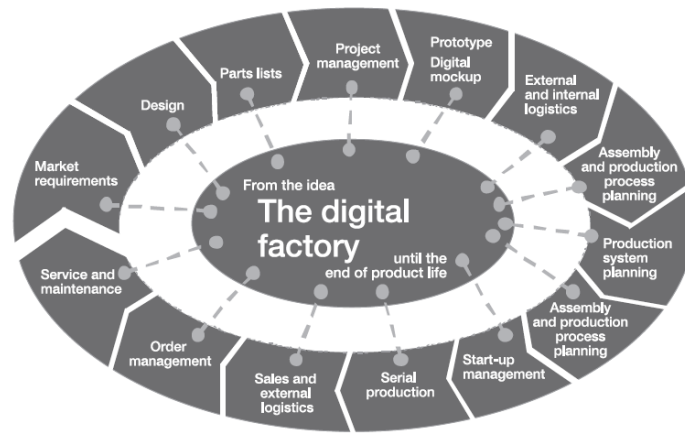 Market
requirements
Design
Parts lists
Project
management
Prototype
Digital
mockup
External
and internal
logistics
Assembly
and production
process
planning
Production
system
planning
Assembly
and production
process
planning
Start-up
management
Serial
production
Sales and
external
logistics
Order
management
Service and
maintenance
From the idea
The digital
factory
until the
end of product life